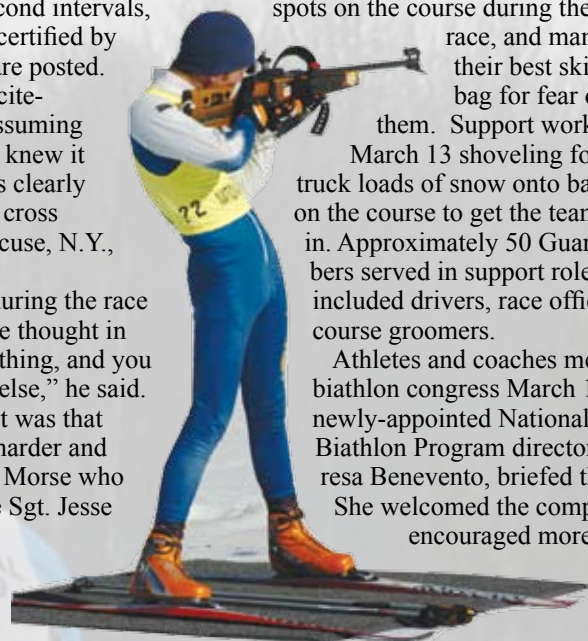 cond intervals,
certified by
re posted.
cite-
ssuming
knew it
s clearly
cross
cuse, N.Y.,
during the race
e thought in
thing, and you
else,” he said.
t was that
harder and
Morse who
e Sgt. Jesse
spots on the course during the
race, and man
their best ski
bag for fear o
them. Support work
March 13 shoveling fo
truck loads of snow onto ba
on the course to get the team
in. Approximately 50 Guar
bers served in support role
included drivers, race offic
course groomers.
Athletes and coaches me
biathlon congress March 1
newly-appointed National
Biathlon Program director
resa Benevento, briefed th
She welcomed the comp
encouraged more